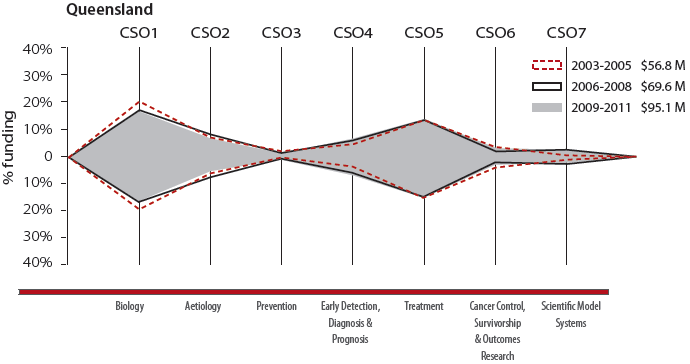 Queensland
CSO1 CSO2 CSO3 CSO4 CSO5 CSO6 CSO7
40%
30%
20%
10%
0
10%
20%
30%
40%
% funding
2003-2005 $56.8 M
2006-2008 $69.6 M
2009-2011 $95.1 M
Biology
Aetiology
Prevention
Early Detection,
Diagnosis &
Prognosis
Treatment
Cancer Control,
Survivorship
& Outcomes
Research
Scientific Model
Systems